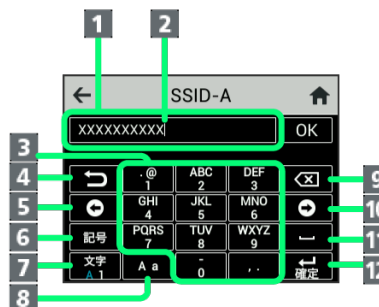 1 2
SSID-A
XXXXXXXXXX OK
3
4 .@ ABC DEF 9
1 2 3
5 GHI JKL MNO 10
4 5 6
6 記号 PQRS TUV WXYZ 11
7 8 9
7 文字 A a - , . 確定 12
A 1 0
8